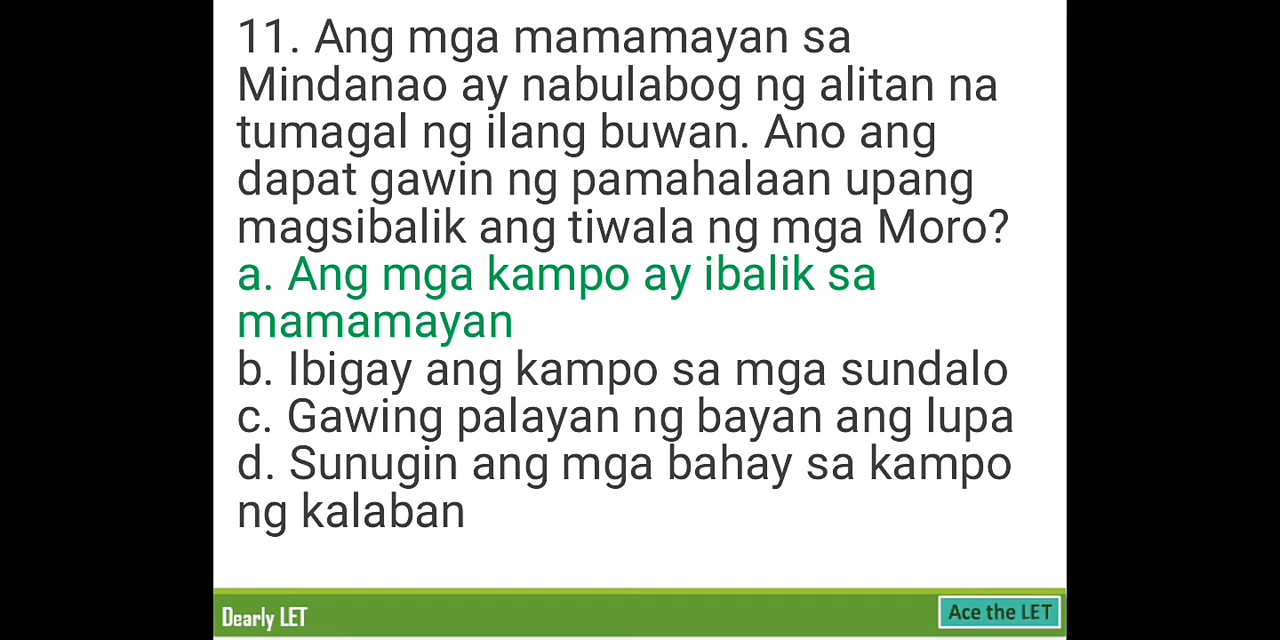 11. Ang mga mamamayan sa
Mindanao ay nabulabog ng alitan na
tumagal ng ilang buwan. Ano ang
dapat gawin ng pamahalaan upang
magsibalik ang tiwala ng mga Moro?
a. Ang mga kampo ay ibalik sa
mamamayan
b. Ibigay ang kampo sa mga sundalo
c. Gawing palayan ng bayan ang lupa
d. Sunugin ang mga bahay sa kampo
ng kalaban
Dearly LET
Ace the LET